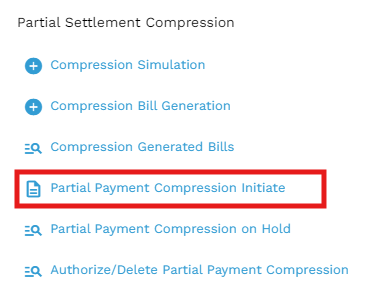 Partial Settlement Compression
Compression Simulation
Compression Bill Generation
Compression Generated Bills
Partial Payment Compression Initiate
Partial Payment Compression on Hold
Authorize/Delete Partial Payment Compression